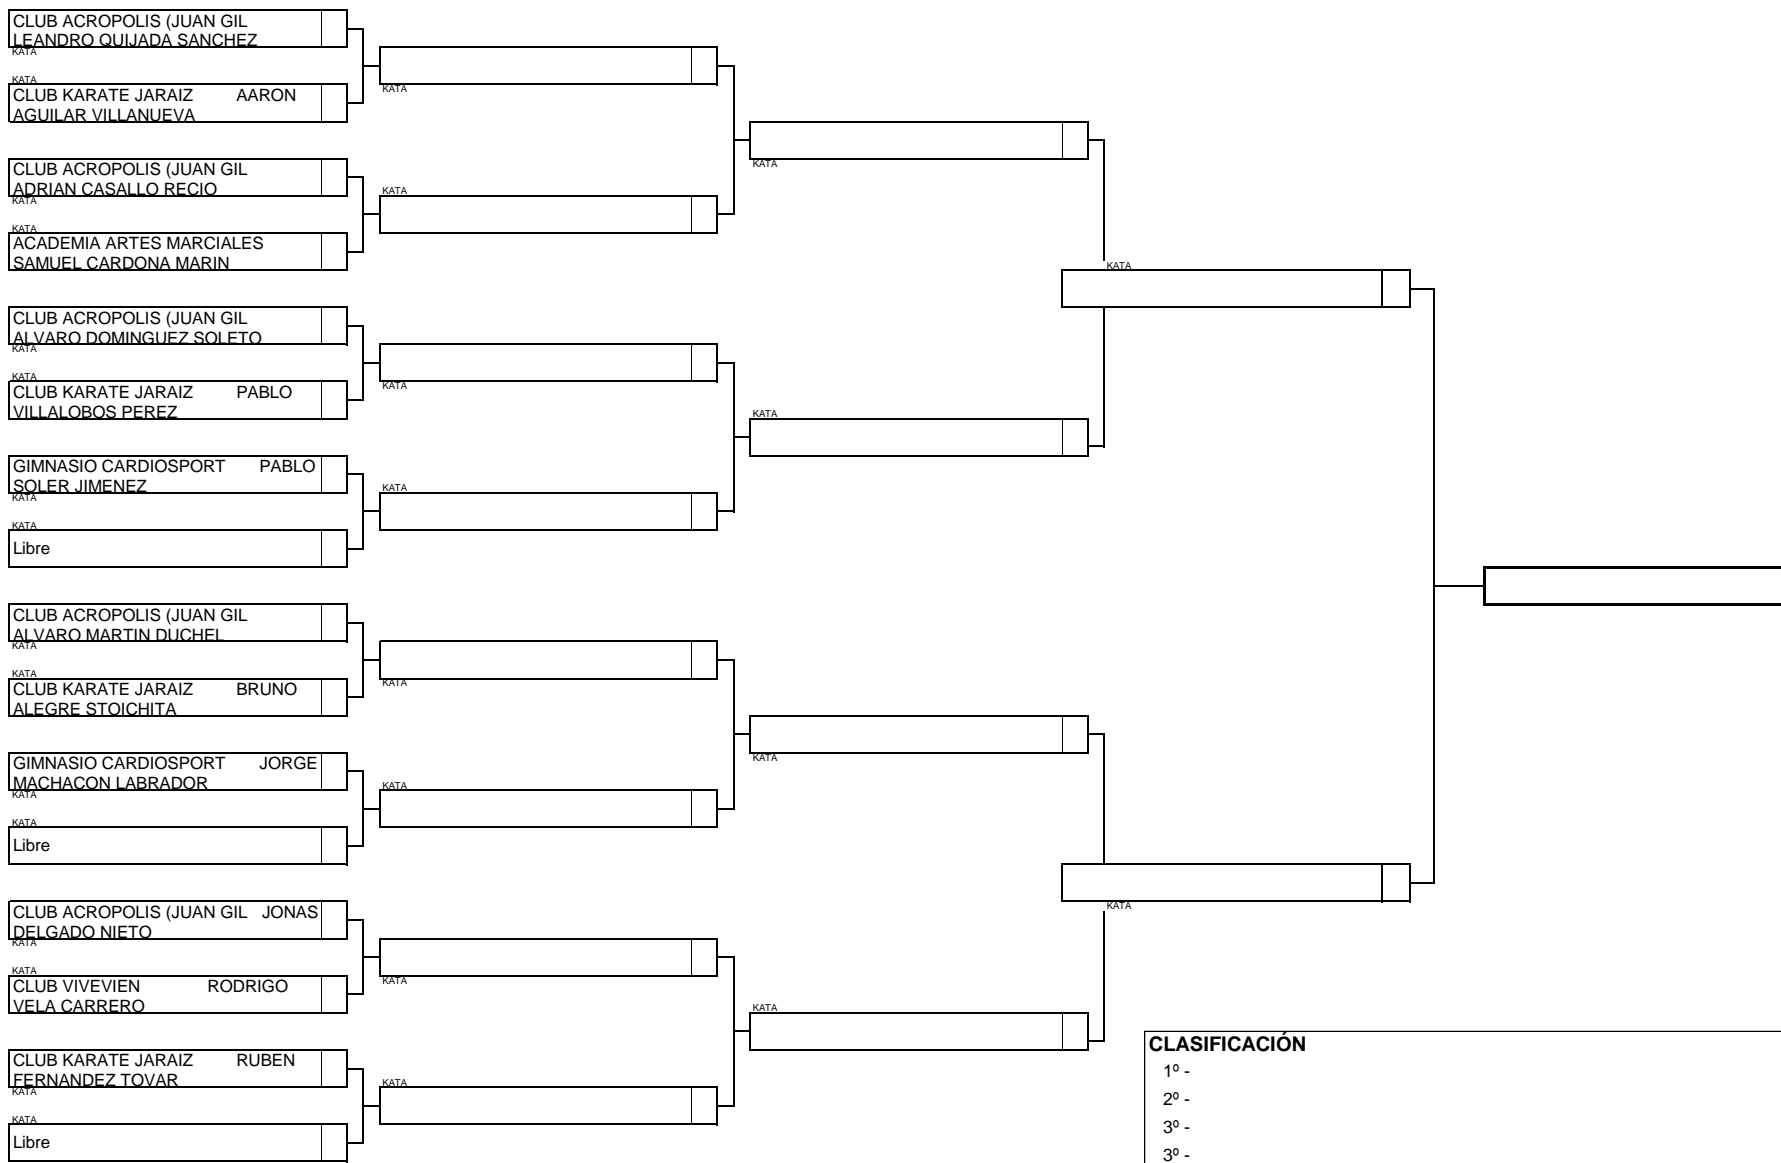 CLUB ACROPOLIS (JUAN GIL
LEANDRO QUIJADA SANCHEZ
KATA
KATA
CLUB KARATE JARAIZ AARON
AGUILAR VILLANUEVA
CLUB ACROPOLIS (JUAN GIL
ADRIAN CASALLO RECIO
KATA
KATA
ACADEMIA ARTES MARCIALES
SAMUEL CARDONA MARIN
CLUB ACROPOLIS (JUAN GIL
ALVARO DOMINGUEZ SOLETO
KATA
KATA
CLUB KARATE JARAIZ PABLO
VILLALOBOS PEREZ
GIMNASIO CARDIOSPORT PABLO
SOLER JIMENEZ
KATA
KATA
Libre
CLUB ACROPOLIS (JUAN GIL
ALVARO MARTIN DUCHEL
KATA
KATA
CLUB KARATE JARAIZ BRUNO
ALEGRE STOICHITA
GIMNASIO CARDIOSPORT JORGE
MACHACON LABRADOR
KATA
KATA
Libre
CLUB ACROPOLIS (JUAN GIL JONAS
DELGADO NIETO
KATA
KATA
CLUB VIVEVIEN RODRIGO
VELA CARRERO
CLUB KARATE JARAIZ RUBEN
FERNANDEZ TOVAR
KATA
KATA
Libre
KATA
KATA
KATA
KATA
KATA
KATA
KATA
KATA
KATA
KATA
KATA
KATA
KATA
KATA
CLASIFICACIÓN
1º -
2º -
3º -
3º -